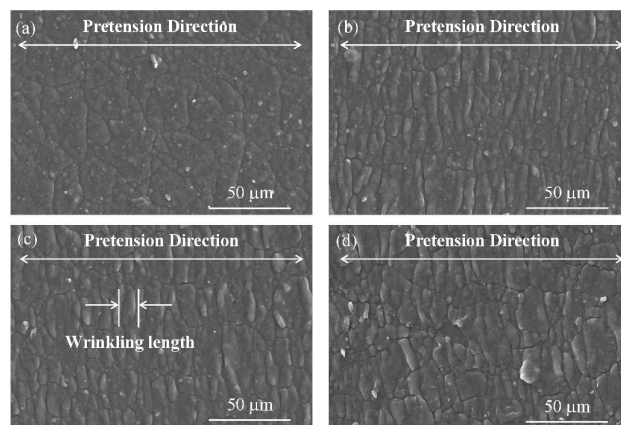 (a)
Pretension Direction
50 μm
(b)
Pretension Direction
50 μm
(c)
Pretension Direction
Wrinkling length
50 μm
(d)
Pretension Direction
50 μm